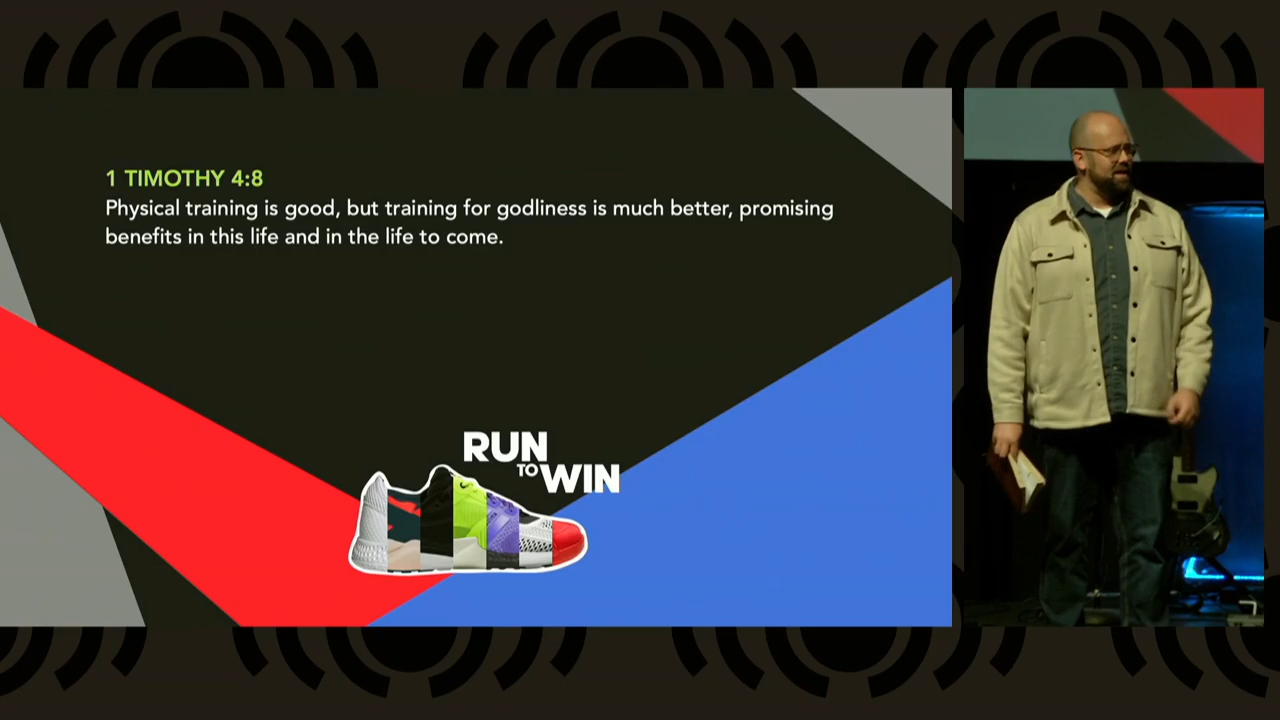 1 TIMOTHY 4:8
Physical training is good, but training for godliness is much better, promising
benefits in this life and in the life to come.
RUN
TO WIN